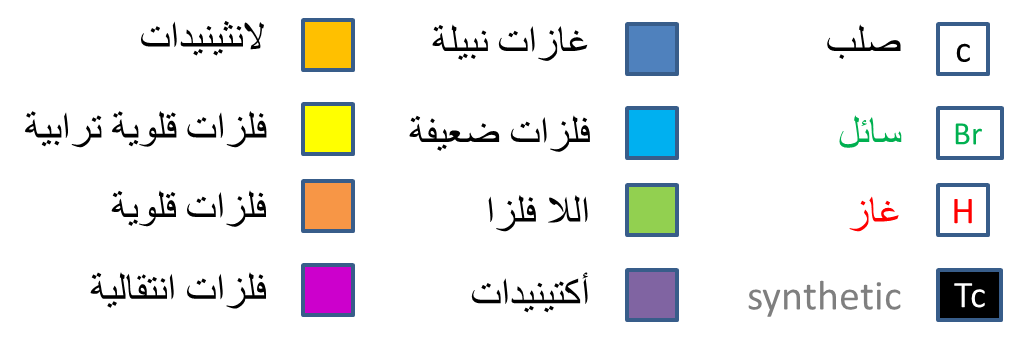 c صلب
غازات نبيلة
لانثينيدات
Br سائل
فلزات ضعيفة
فلزات قلوية ترابية
H غاز
اللا فلزا
فلزات قلوية
Tc synthetic
أكتينيدات
فلزات انتقالية